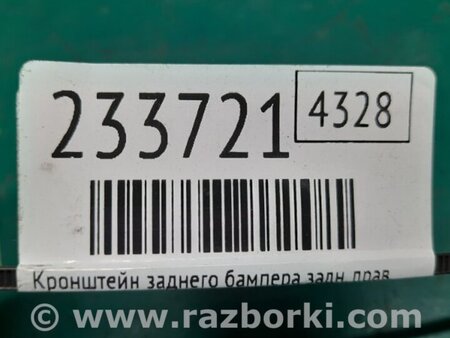 233721
4328
Кронштейн заднего бампера задн. прав
© www.razborki.com